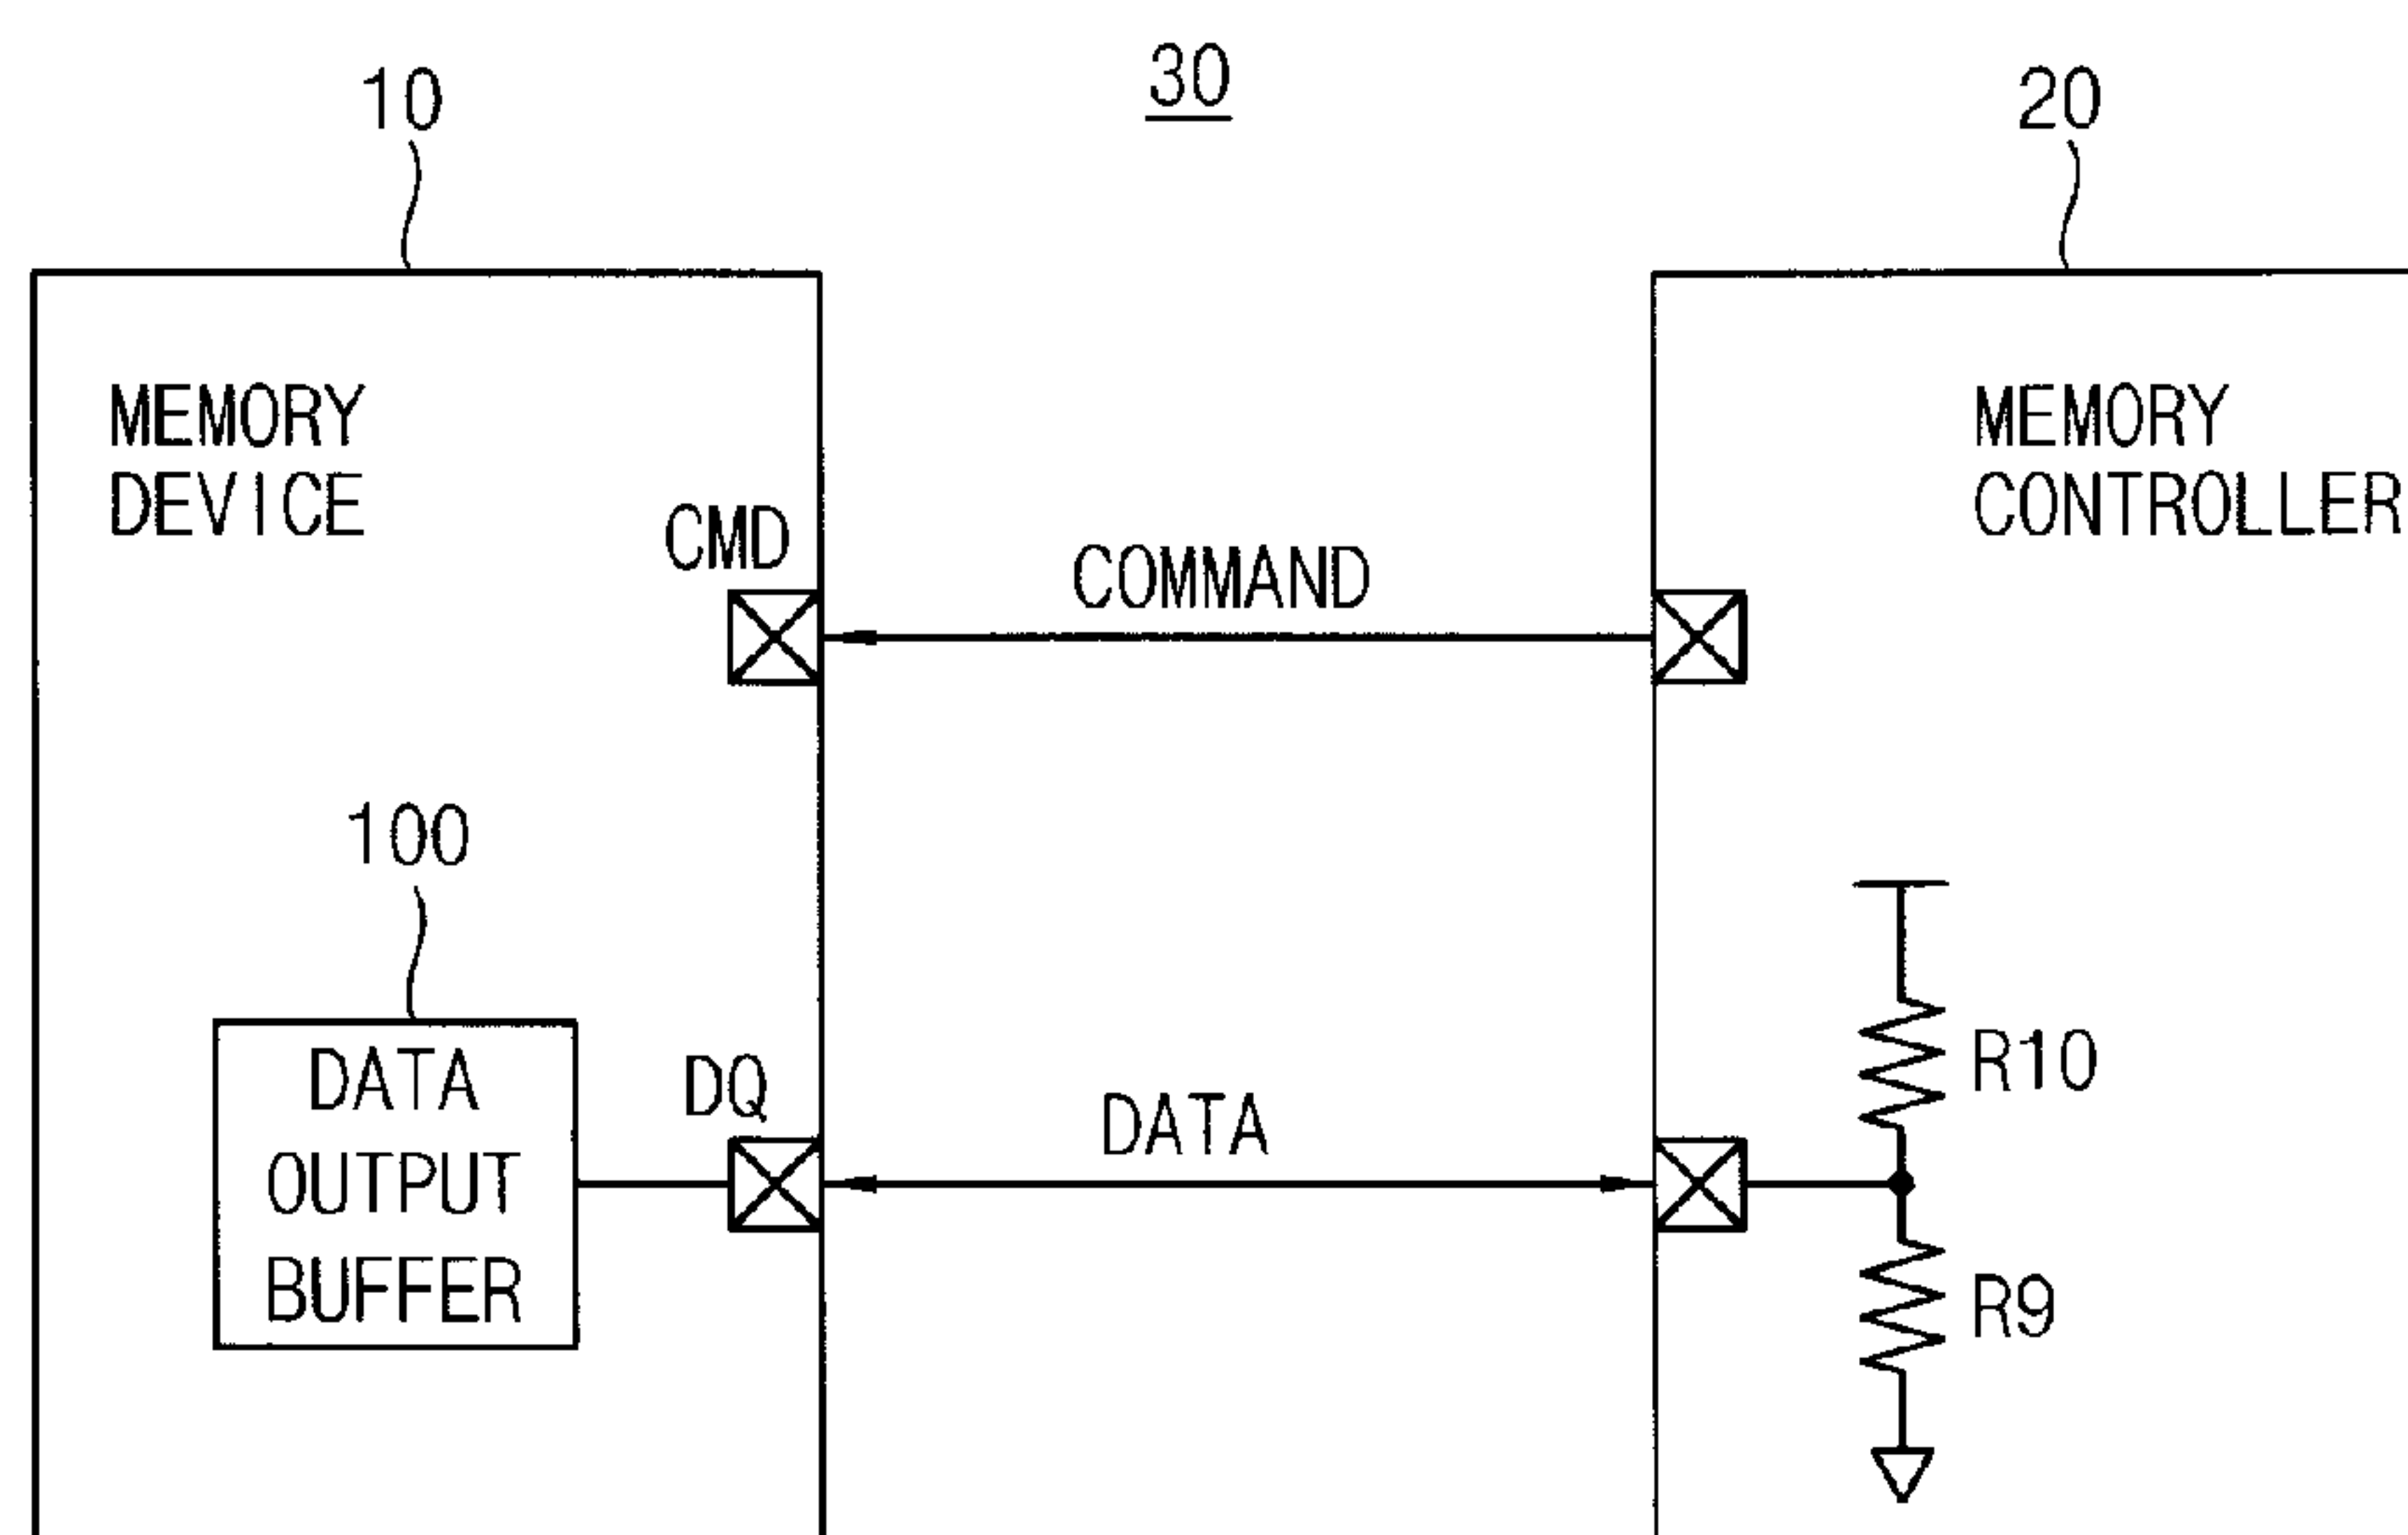 30
10
20
MEMORY
DEVICE
MEMORY
CONTROLLER
CMD
COMMAND
100
DATA
OUTPUT
BUFFER
DQ
DATA
R10
R9